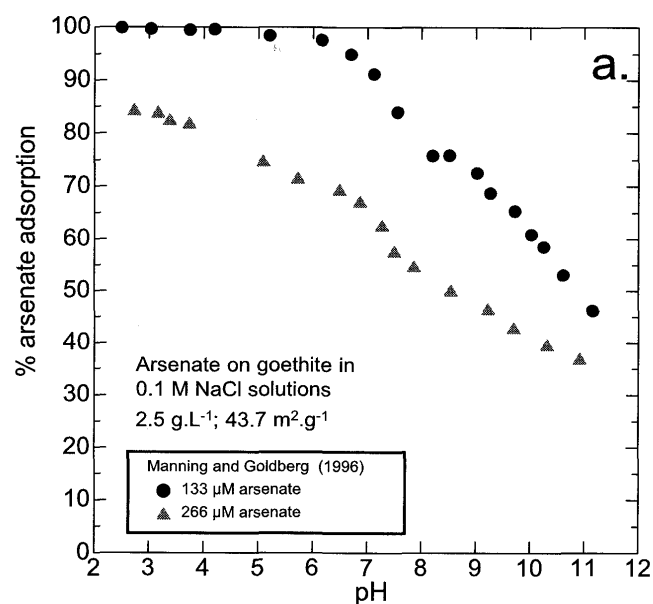 a.
% arsenate adsorption
100
90
80
70
60
50
40
30
20
10
0
Arsenate on goethite in
0.1 M NaCl solutions
2.5 g.L⁻¹; 43.7 m².g⁻¹
Manning and Goldberg (1996)
133 µM arsenate
266 µM arsenate
2 3 4 5 6 7 8 9 10 11 12
pH